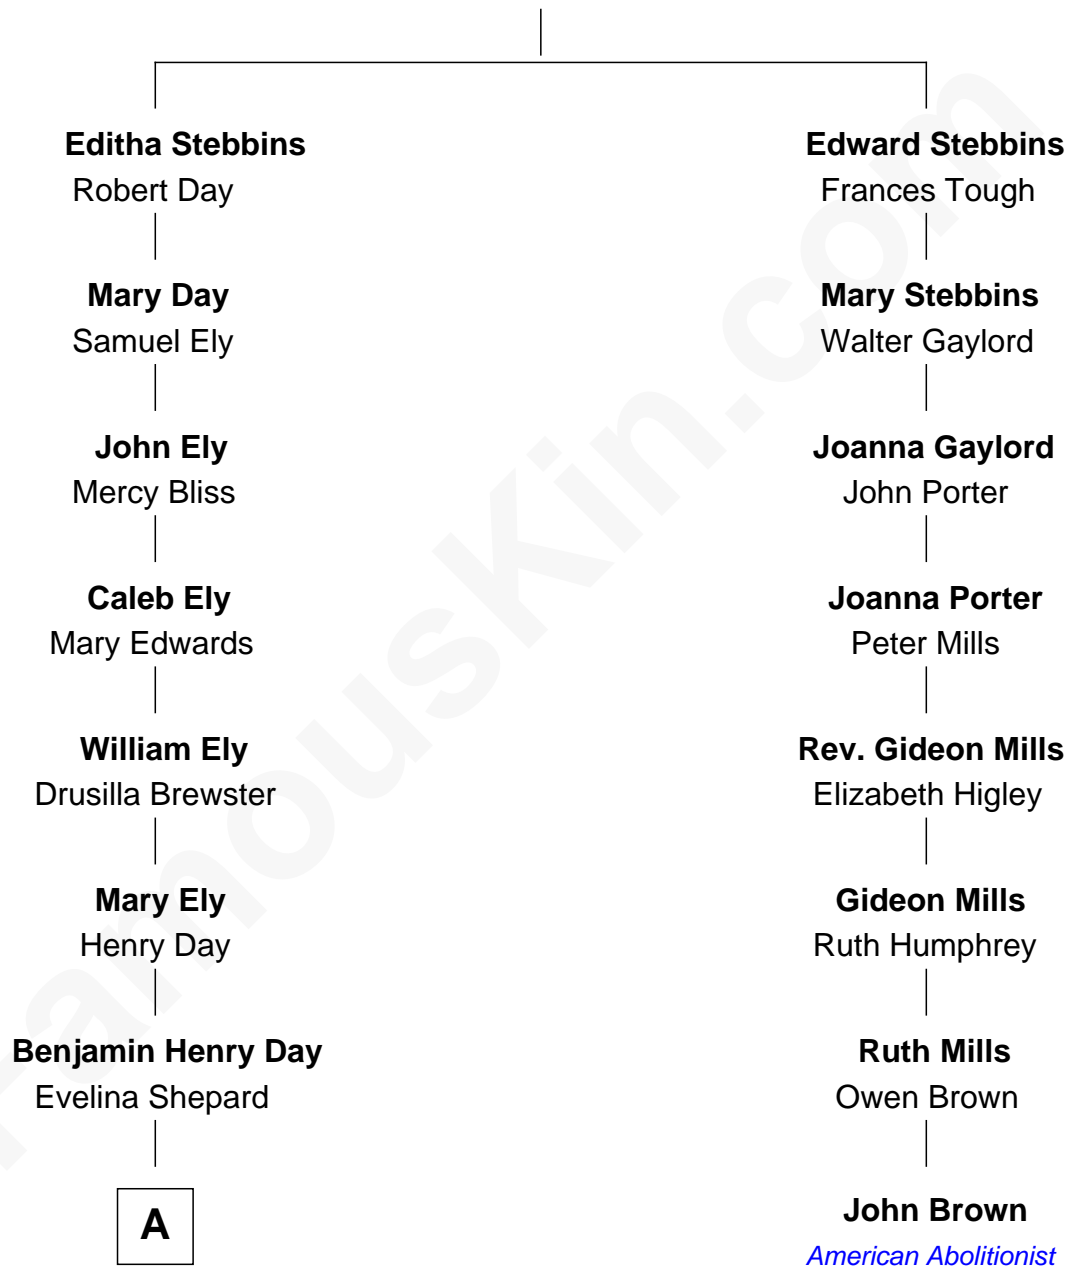 Editha Stebbins
Robert Day
Mary Day
Samuel Ely
John Ely
Mercy Bliss
Caleb Ely
Mary Edwards
William Ely
Drusilla Brewster
Mary Ely
Henry Day
Benjamin Henry Day
Evelina Shepard
A
Edward Stebbins
Frances Tough
Mary Stebbins
Walter Gaylord
Joanna Gaylord
John Porter
Joanna Porter
Peter Mills
Rev. Gideon Mills
Elizabeth Higley
Gideon Mills
Ruth Humphrey
Ruth Mills
Owen Brown
John Brown
American Abolitionist
FamousKin.com